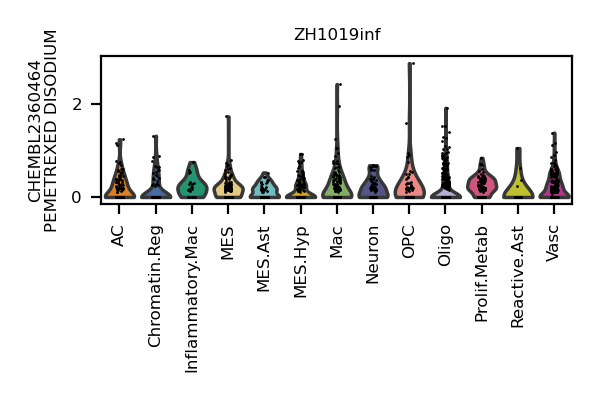 ZH1019inf
CHEMBL2360464
PEMETREXED DISODIUM
2
0
AC
Chromatin.Reg
Inflammatory.Mac
MES
MES.Ast
MES.Hyp
Mac
Neuron
OPC
Oligo
Prolif.Metab
Reactive.Ast
Vasc